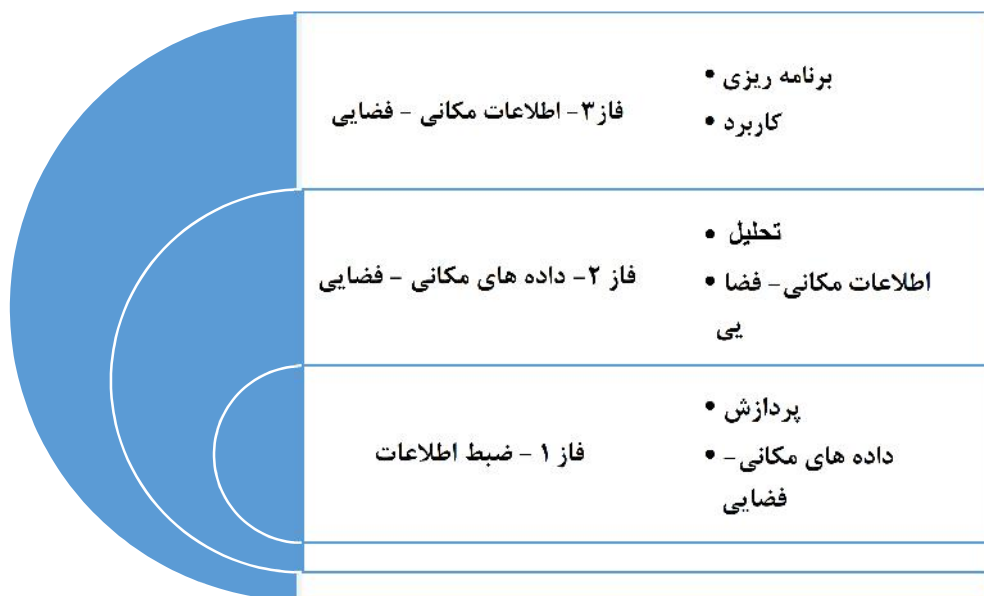 فاز۳- اطلاعات مکانی - فضایی
• برنامه ریزی
• کاربرد
فاز ۲- داده های مکانی - فضایی
• تحلیل
• اطلاعات مکانی- فضا
یی
فاز ۱ - ضبط اطلاعات
• پردازش
• داده های مکانی-
فضایی